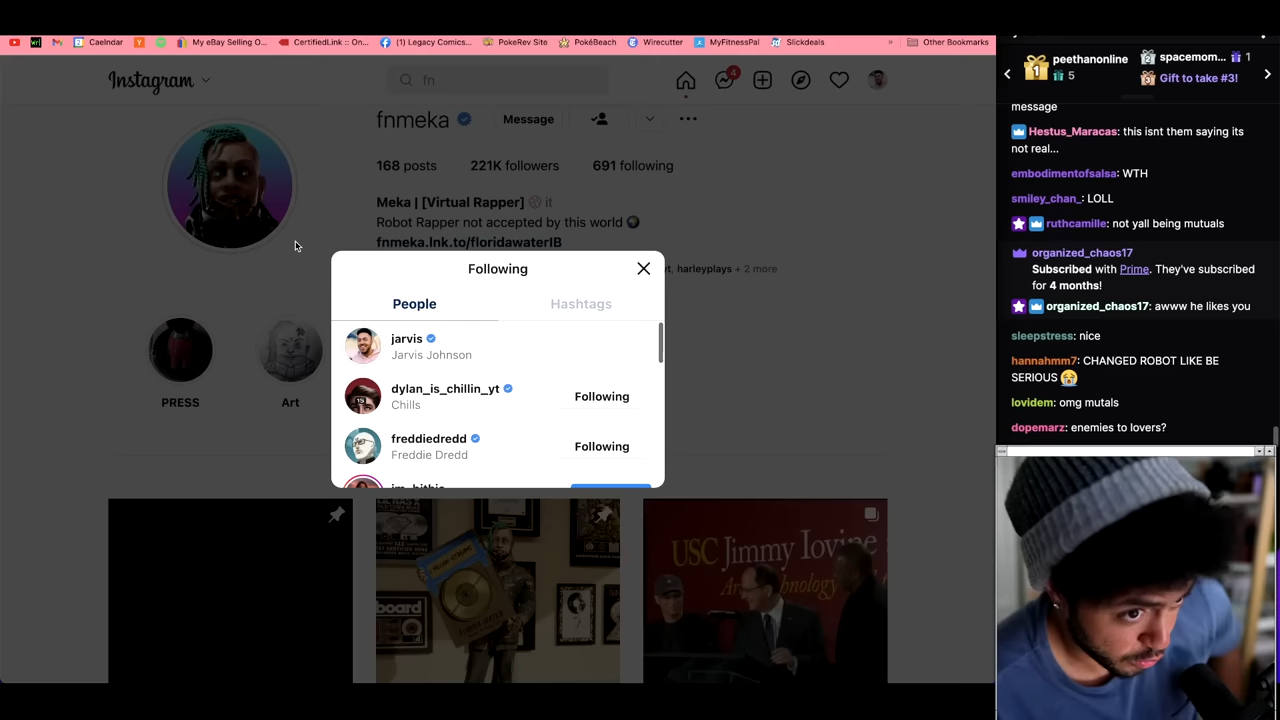 My eBay Selling O...
CertifiedLink :: On...
(1) Legacy Comics...
PokeRev Site
PokéBeach
Wirecutter
MyFitnessPal
Slickdeals
»
Other Bookmarks
Caelndar
Instagram
fn
4
fnmeka
Message
168 posts
221K followers
691 following
Meka | [Virtual Rapper] it
Robot Rapper not accepted by this world
fnmeka.lnk.to/floridawaterIB
yt, harleyplays + 2 more
Following
People
Hashtags
jarvis
Jarvis Johnson
dylan_is_chillin_yt
Chills
Following
freddiedredd
Freddie Dredd
Following
PRESS
Art
USC Jimmy Iovine
board
peethanonline
5
spacemom... 1
Gift to take #3!
message
Hestus_Maracas: this isnt them saying its
not real...
embodimentofsalsa: WTH
smiley_chan_: LOLL
ruthcamille: not yall being mutuals
organized_chaos17
Subscribed with Prime. They've subscribed
for 4 months!
organized_chaos17: awww he likes you
sleepstress: nice
hannahmm7: CHANGED ROBOT LIKE BE
SERIOUS
lovidem: omg mutals
dopemarz: enemies to lovers?